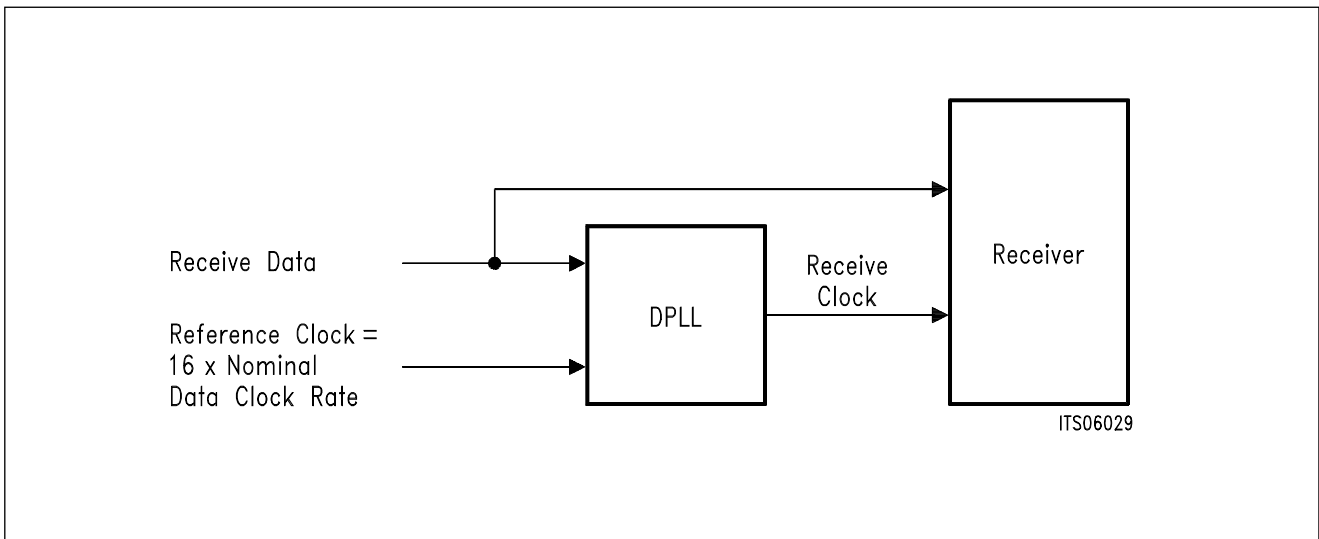 Receive Data
Reference Clock =
16 x Nominal
Data Clock Rate
DPLL
Receive
Clock
Receiver
ITS06029